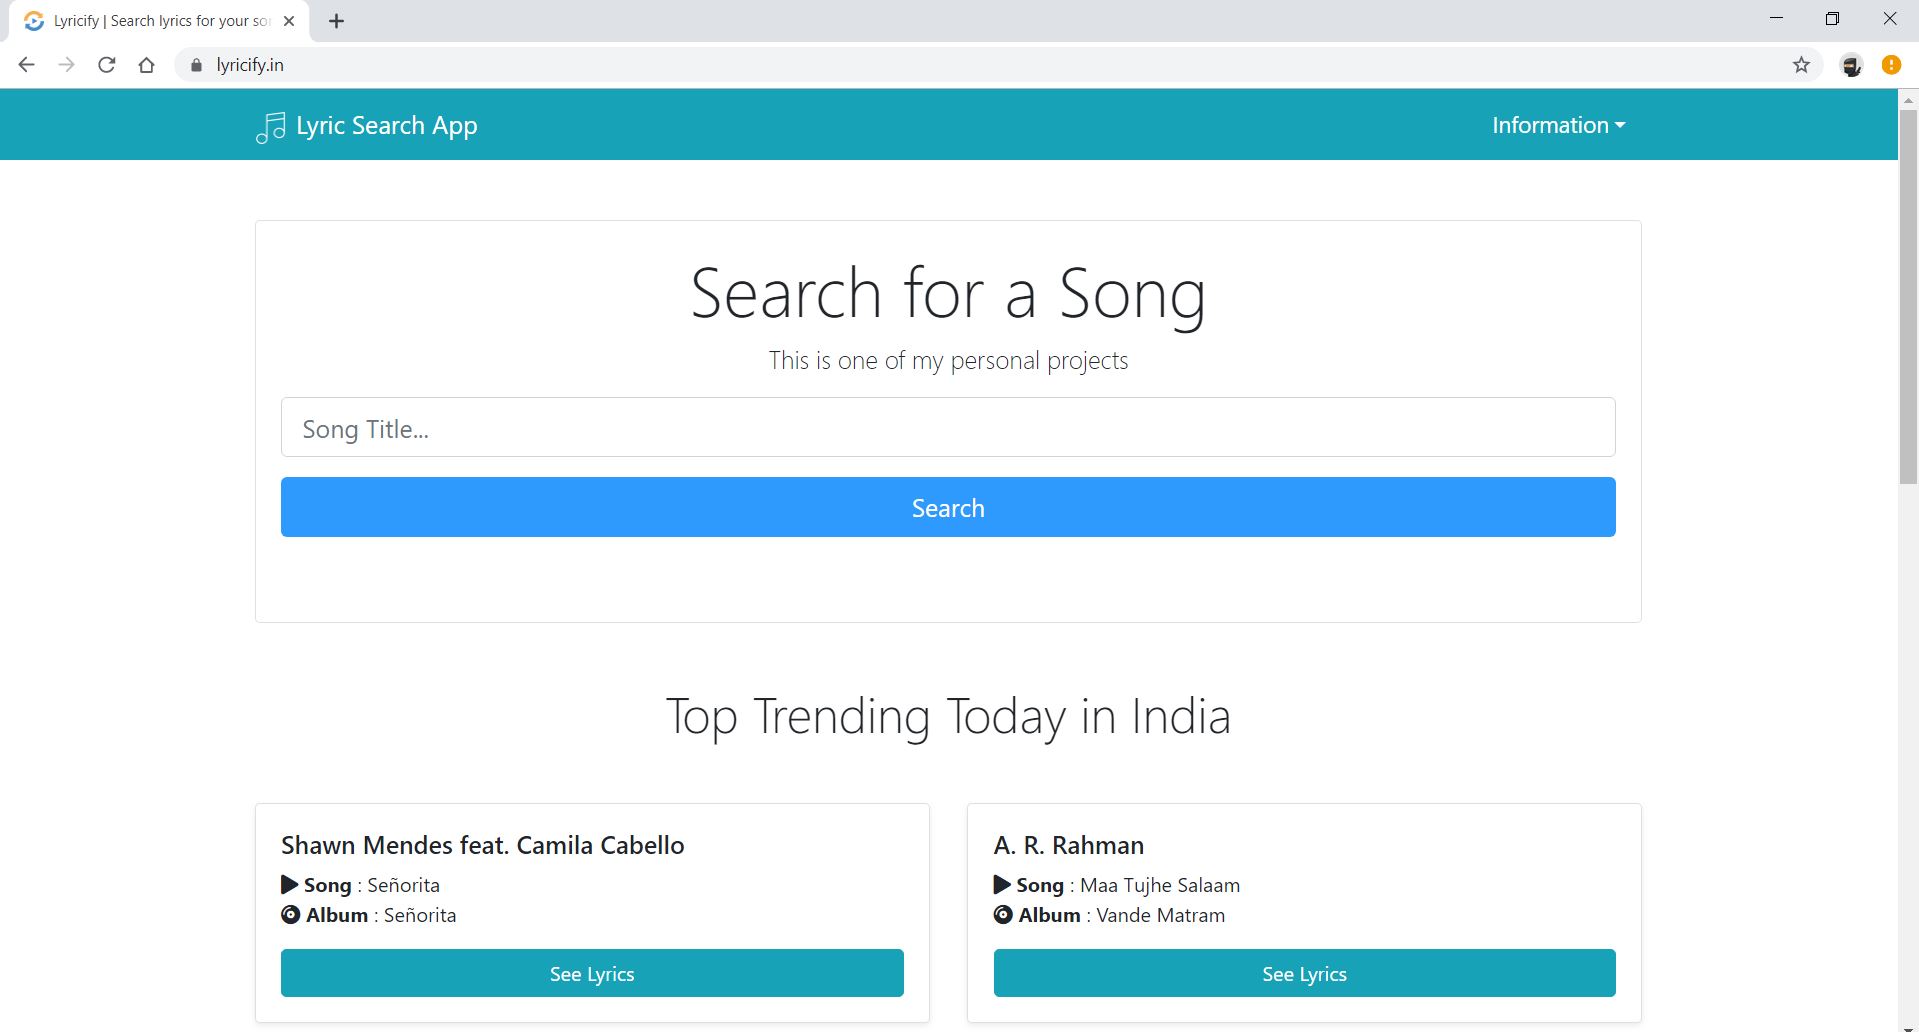 Lyricify | Search lyrics for your so
lyricify.in
Lyric Search App
Information
Search for a Song
This is one of my personal projects
Song Title...
Search
Top Trending Today in India
Shawn Mendes feat. Camila Cabello
Song : Señorita
Album : Señorita
See Lyrics
A. R. Rahman
Song : Maa Tujhe Salaam
Album : Vande Matram
See Lyrics